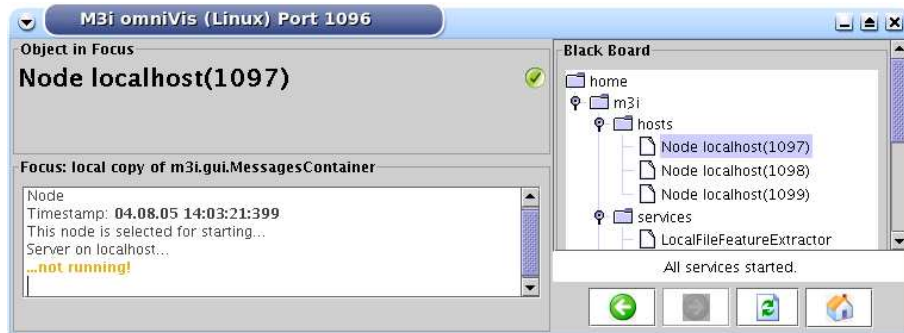 M3i omniVis (Linux) Port 1096
Object in Focus
Node localhost(1097)
Focus: local copy of m3i.gui.MessagesContainer
Node
Timestamp: 04.08.05 14:03:21:399
This node is selected for starting...
Server on localhost...
...not running!
Black Board
home
m3i
hosts
Node localhost(1097)
Node localhost(1098)
Node localhost(1099)
services
LocalFileFeatureExtractor
All services started.